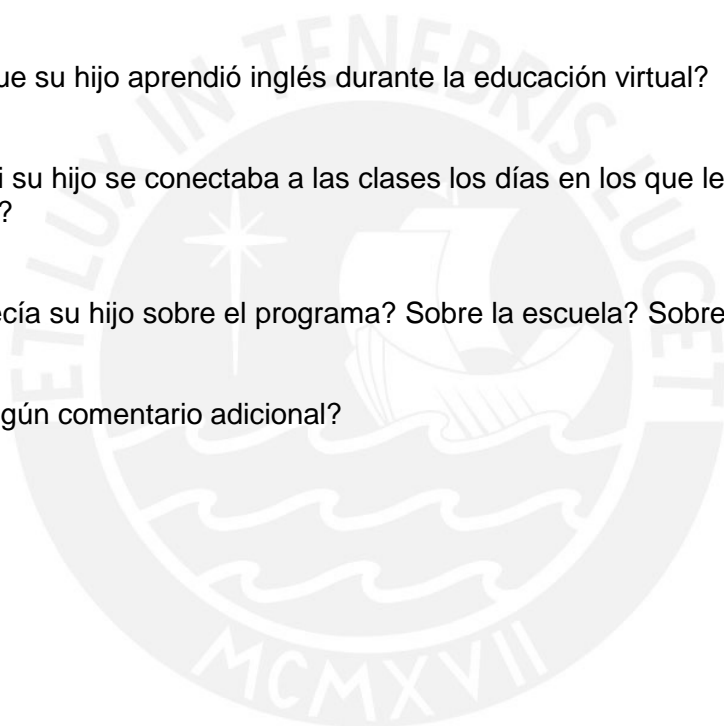 ue su hijo aprendió inglés durante la educación virtual?
i su hijo se conectaba a las clases los días en los que le
?
ecía su hijo sobre el programa? Sobre la escuela? Sobre
gún comentario adicional?
ET LUX IN TENEBRIS LUCET
MCMXVII